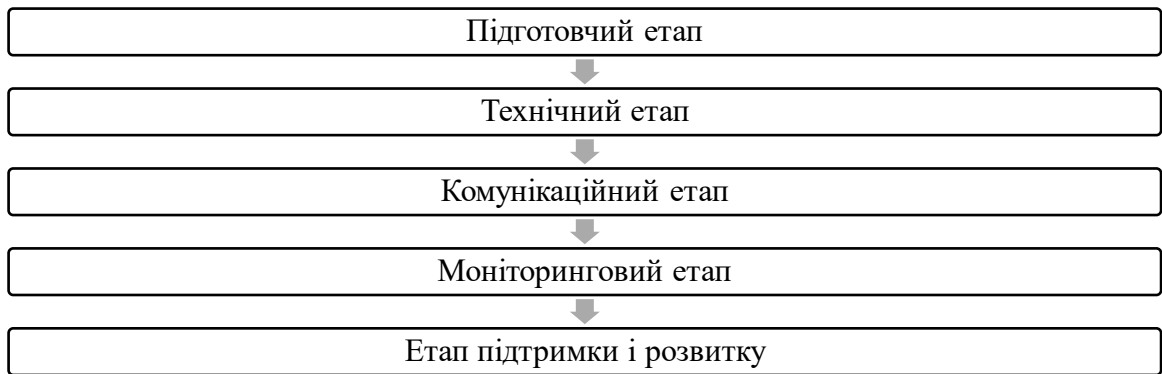 Підготовчий етап
Технічний етап
Комунікаційний етап
Моніторинговий етап
Етап підтримки і розвитку